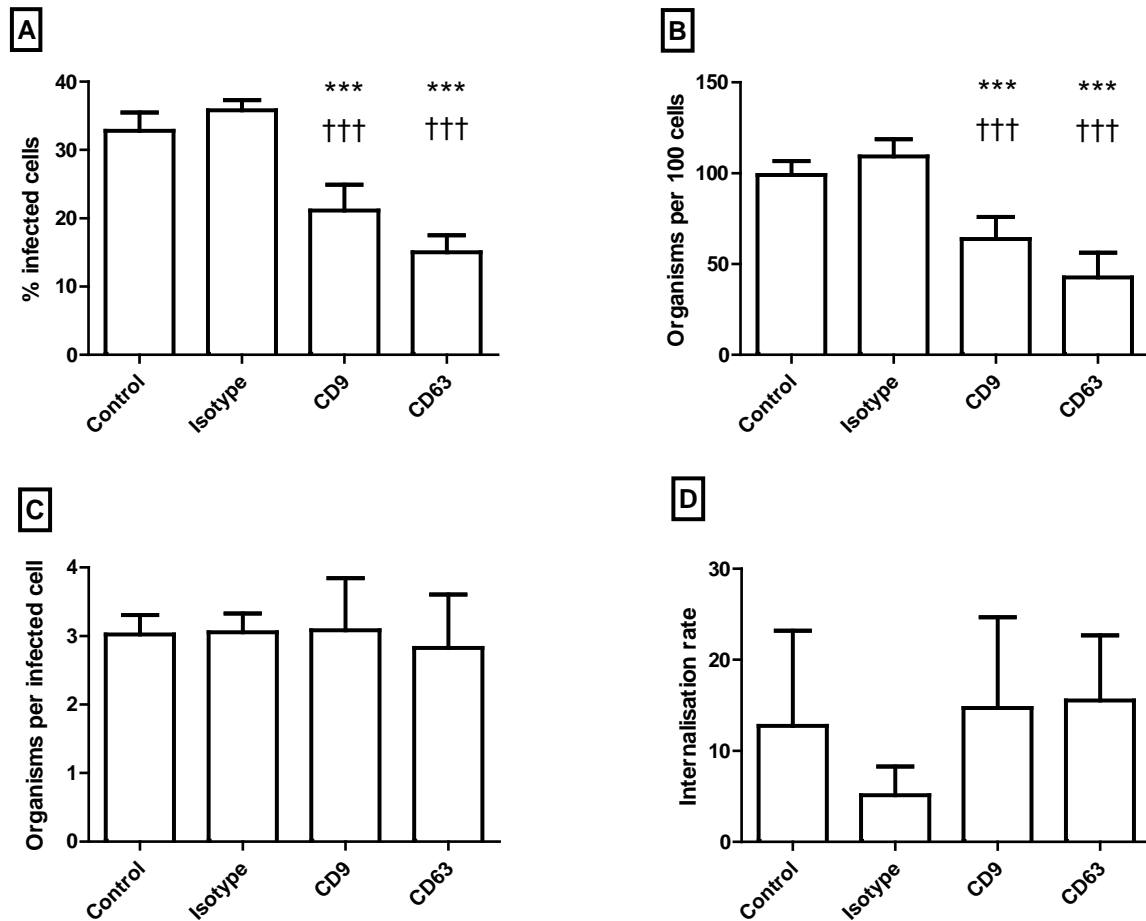 A
% infected cells
40
30
20
10
0
*** ***
††† †††
Control Isotype CD9 CD63
B
Organisms per 100 cells
150
100
50
0
*** ***
††† †††
Control Isotype CD9 CD63
C
Organisms per infected cell
4
3
2
1
0
Control Isotype CD9 CD63
D
Internalisation rate
30
20
10
0
Control Isotype CD9 CD63